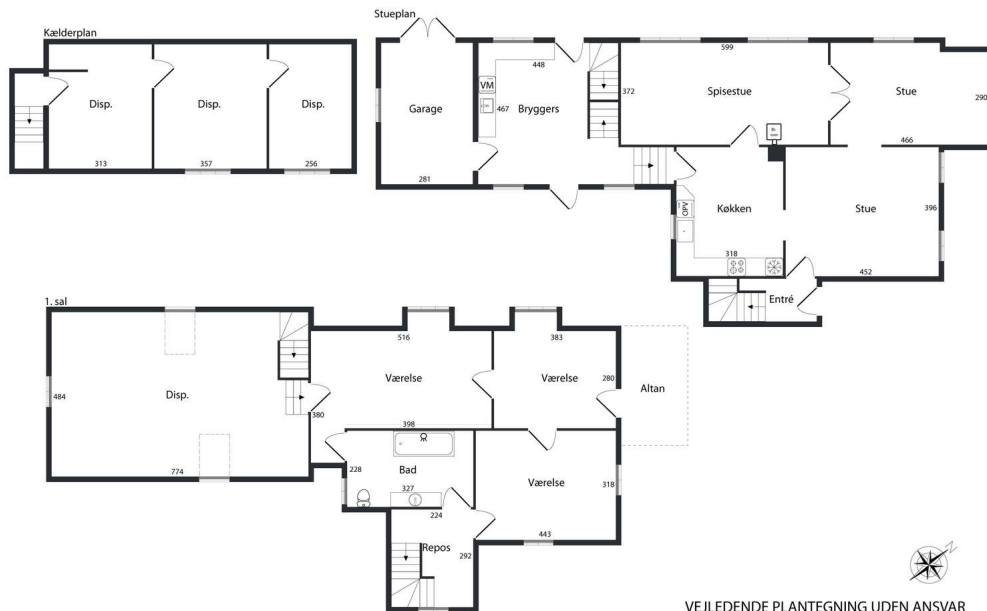 Kælderplan
Disp.
Disp.
Disp.
313
357
256
Stueplan
599
448
VM
467
372
Garage
Bryggers
Spisestue
Stue
290
466
281
Køkken
OPV
Stue
396
318
452
Entré
1. sal
516
383
484
Disp.
380
Værelse
Værelse
280
Altan
398
228
Bad
327
Værelse
318
774
224
443
Repos
292
N
VEJLEDENDE PLANTEGNING UDEN ANSVAR